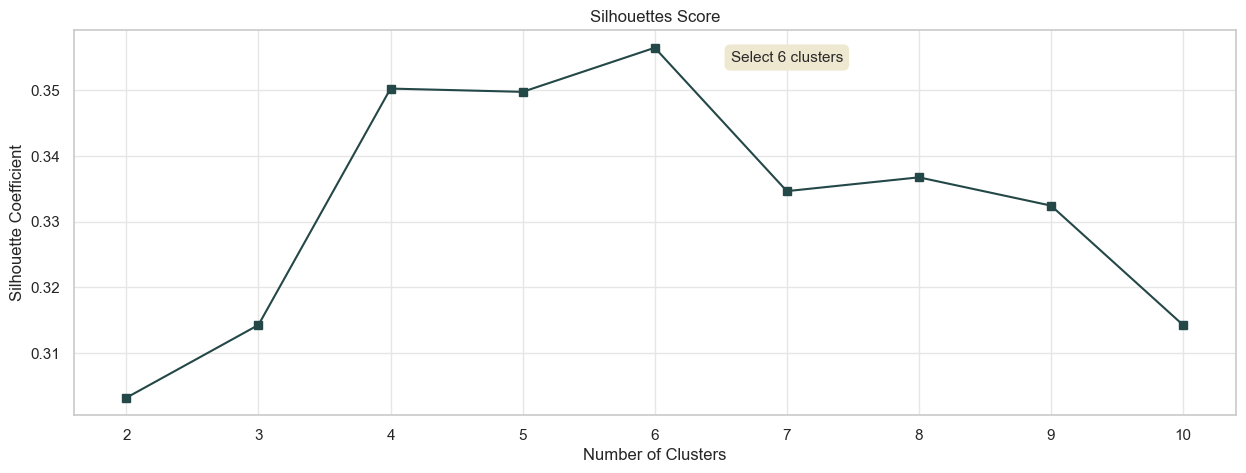 Silhouettes Score
Select 6 clusters
Silhouette Coefficient
0.35
0.34
0.33
0.32
0.31
2 3 4 5 6 7 8 9 10
Number of Clusters